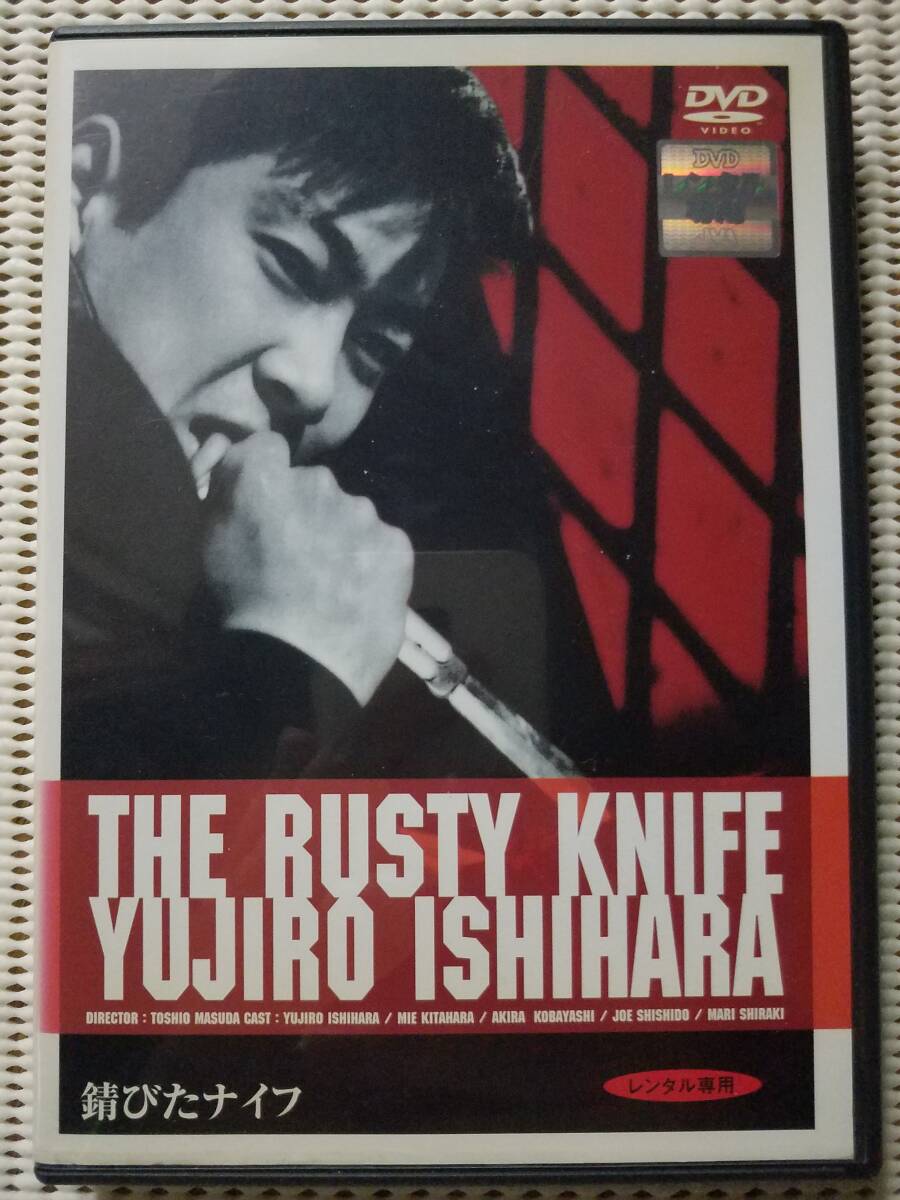 DVD
VIDEO
DVD
THE RUSTY KNIFE
YUJIRO ISHIHARA
DIRECTOR : TOSHIO MASUDA CAST : YUJIRO ISHIHARA / MIE KITAHARA / AKIRA KOBAYASHI / JOE SHISHIDO / MARI SHIRAKI
錆びたナイフ
レンタル専用